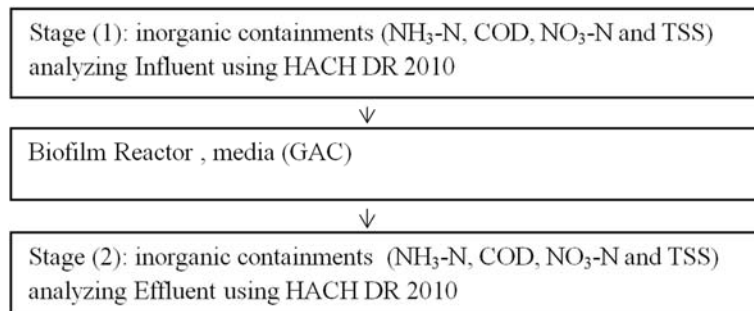 Stage (1): inorganic containments (NH₃-N, COD, NO₃-N and TSS)
analyzing Influent using HACH DR 2010
Biofilm Reactor , media (GAC)
Stage (2): inorganic containments (NH₃-N, COD, NO₃-N and TSS)
analyzing Effluent using HACH DR 2010